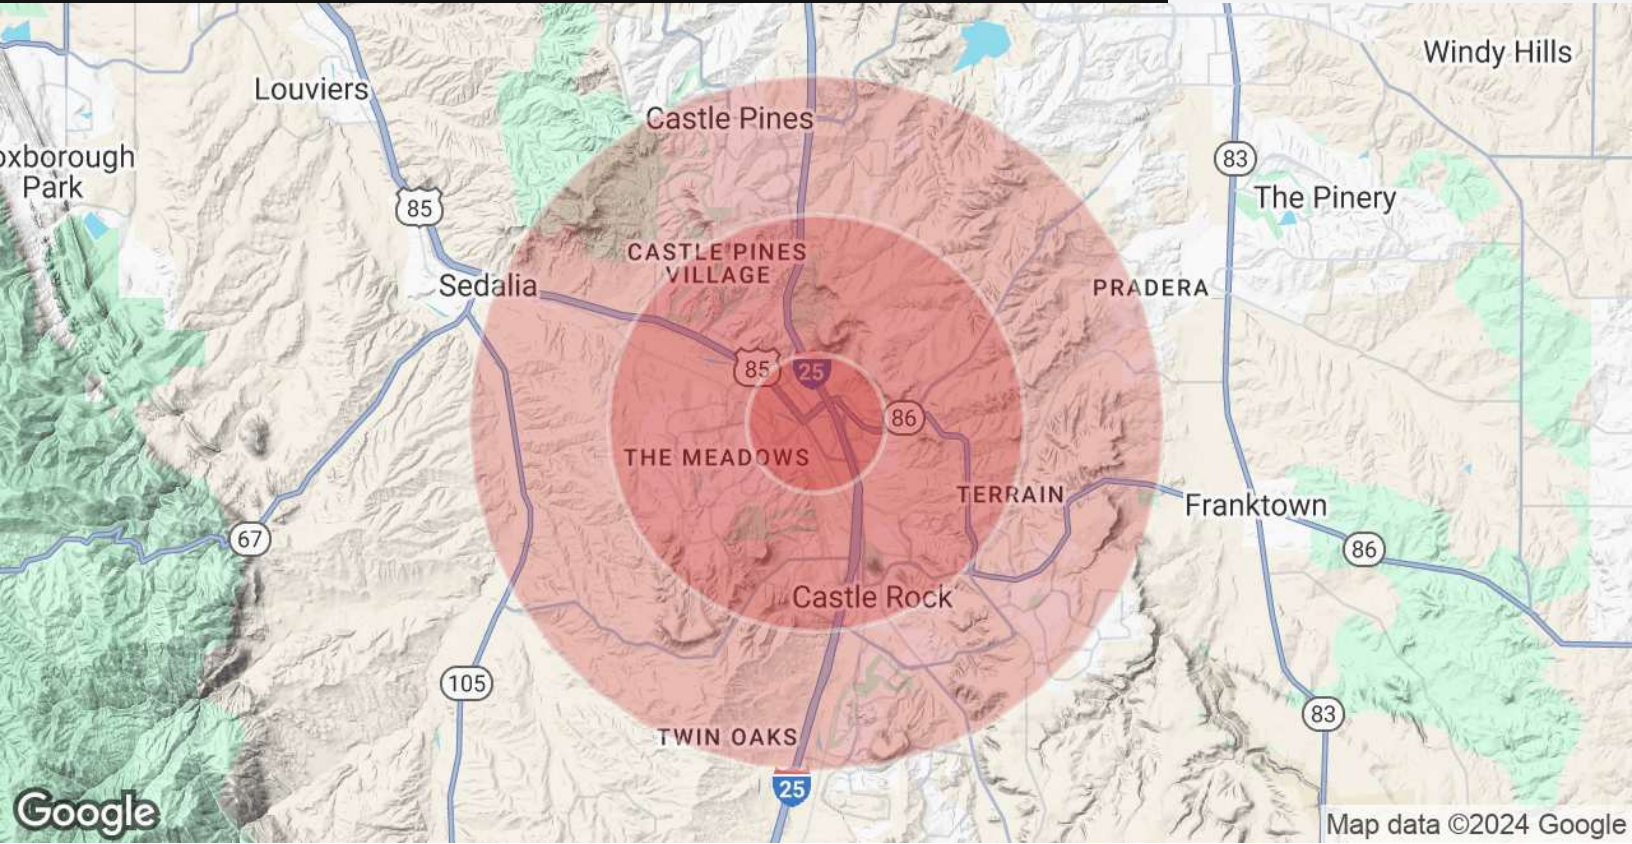 Windy Hills
Louviers
Castle Pines
oxborough
Park
83
The Pinery
85
CASTLE PINES
VILLAGE
Sedalia
PRADERA
85
25
86
THE MEADOWS
TERRAIN
Franktown
67
86
Castle Rock
105
83
TWIN OAKS
25
Google
Map data ©2024 Google